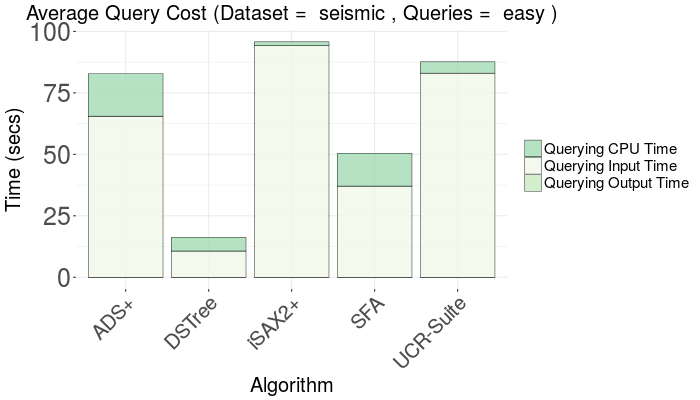 Average Query Cost (Dataset =  seismic , Queries =  easy )
Time (secs)
100
75
50
25
0
ADS+
DSTree
iSAX2+
SFA
UCR-Suite
Algorithm
Querying CPU Time
Querying Input Time
Querying Output Time